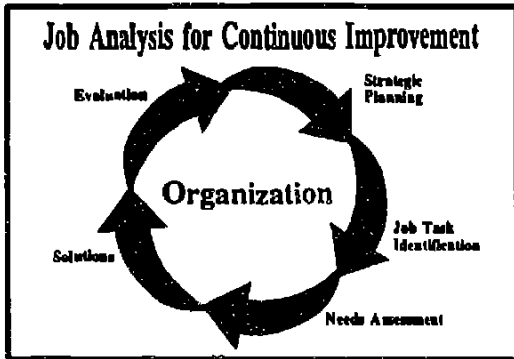 Job Analysis for Continuous Improvement
Evaluation
Strategic
Planning
Organization
Job Task
Identification
Solutions
Needs Assessment